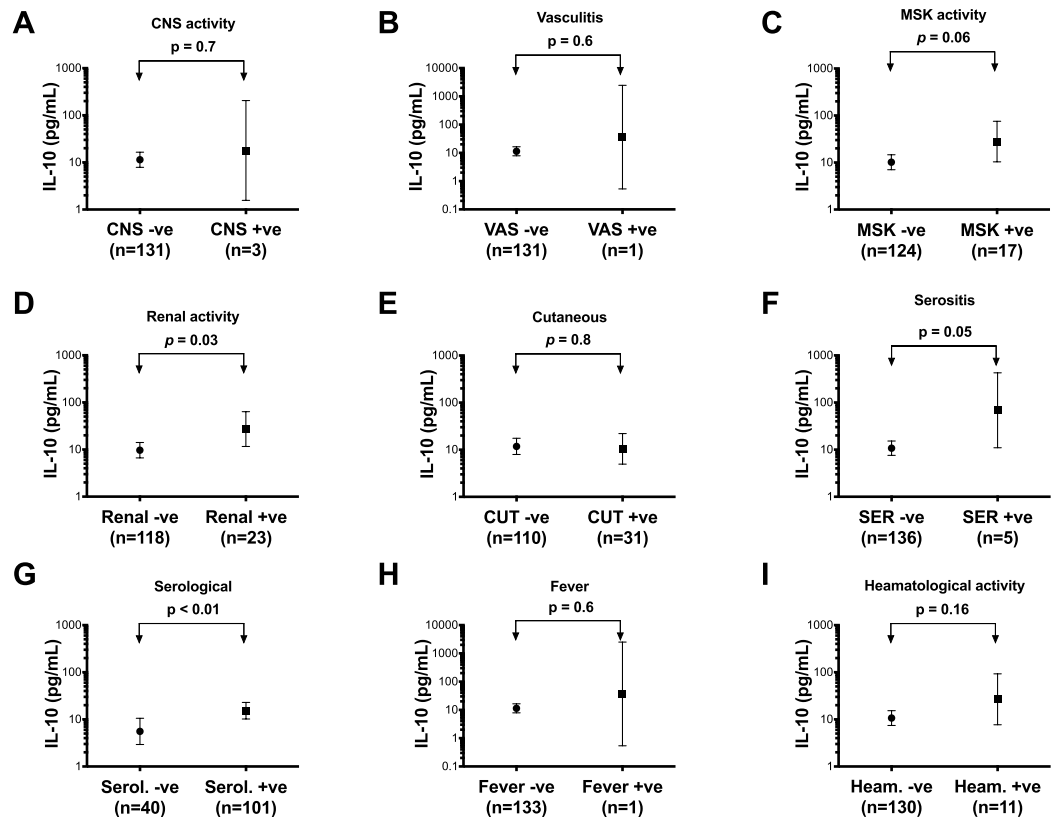 A
CNS activity
p = 0.7
IL-10 (pg/mL)
1000
100
10
1
CNS -ve
(n=131)
CNS +ve
(n=3)
B
Vasculitis
p = 0.6
IL-10 (pg/mL)
10000
1000
100
10
1
0.1
VAS -ve
(n=131)
VAS +ve
(n=1)
C
MSK activity
p = 0.06
IL-10 (pg/mL)
1000
100
10
1
MSK -ve
(n=124)
MSK +ve
(n=17)
D
Renal activity
p = 0.03
IL-10 (pg/mL)
1000
100
10
1
Renal -ve
(n=118)
Renal +ve
(n=23)
E
Cutaneous
p = 0.8
IL-10 (pg/mL)
1000
100
10
1
CUT -ve
(n=110)
CUT +ve
(n=31)
F
Serositis
p = 0.05
IL-10 (pg/mL)
1000
100
10
1
SER -ve
(n=136)
SER +ve
(n=5)
G
Serological
p < 0.01
IL-10 (pg/mL)
1000
100
10
1
Serol. -ve
(n=40)
Serol. +ve
(n=101)
H
Fever
p = 0.6
IL-10 (pg/mL)
10000
1000
100
10
1
0.1
Fever -ve
(n=133)
Fever +ve
(n=1)
I
Heamatological activity
p = 0.16
IL-10 (pg/mL)
1000
100
10
1
Heam. -ve
(n=130)
Heam. +ve
(n=11)